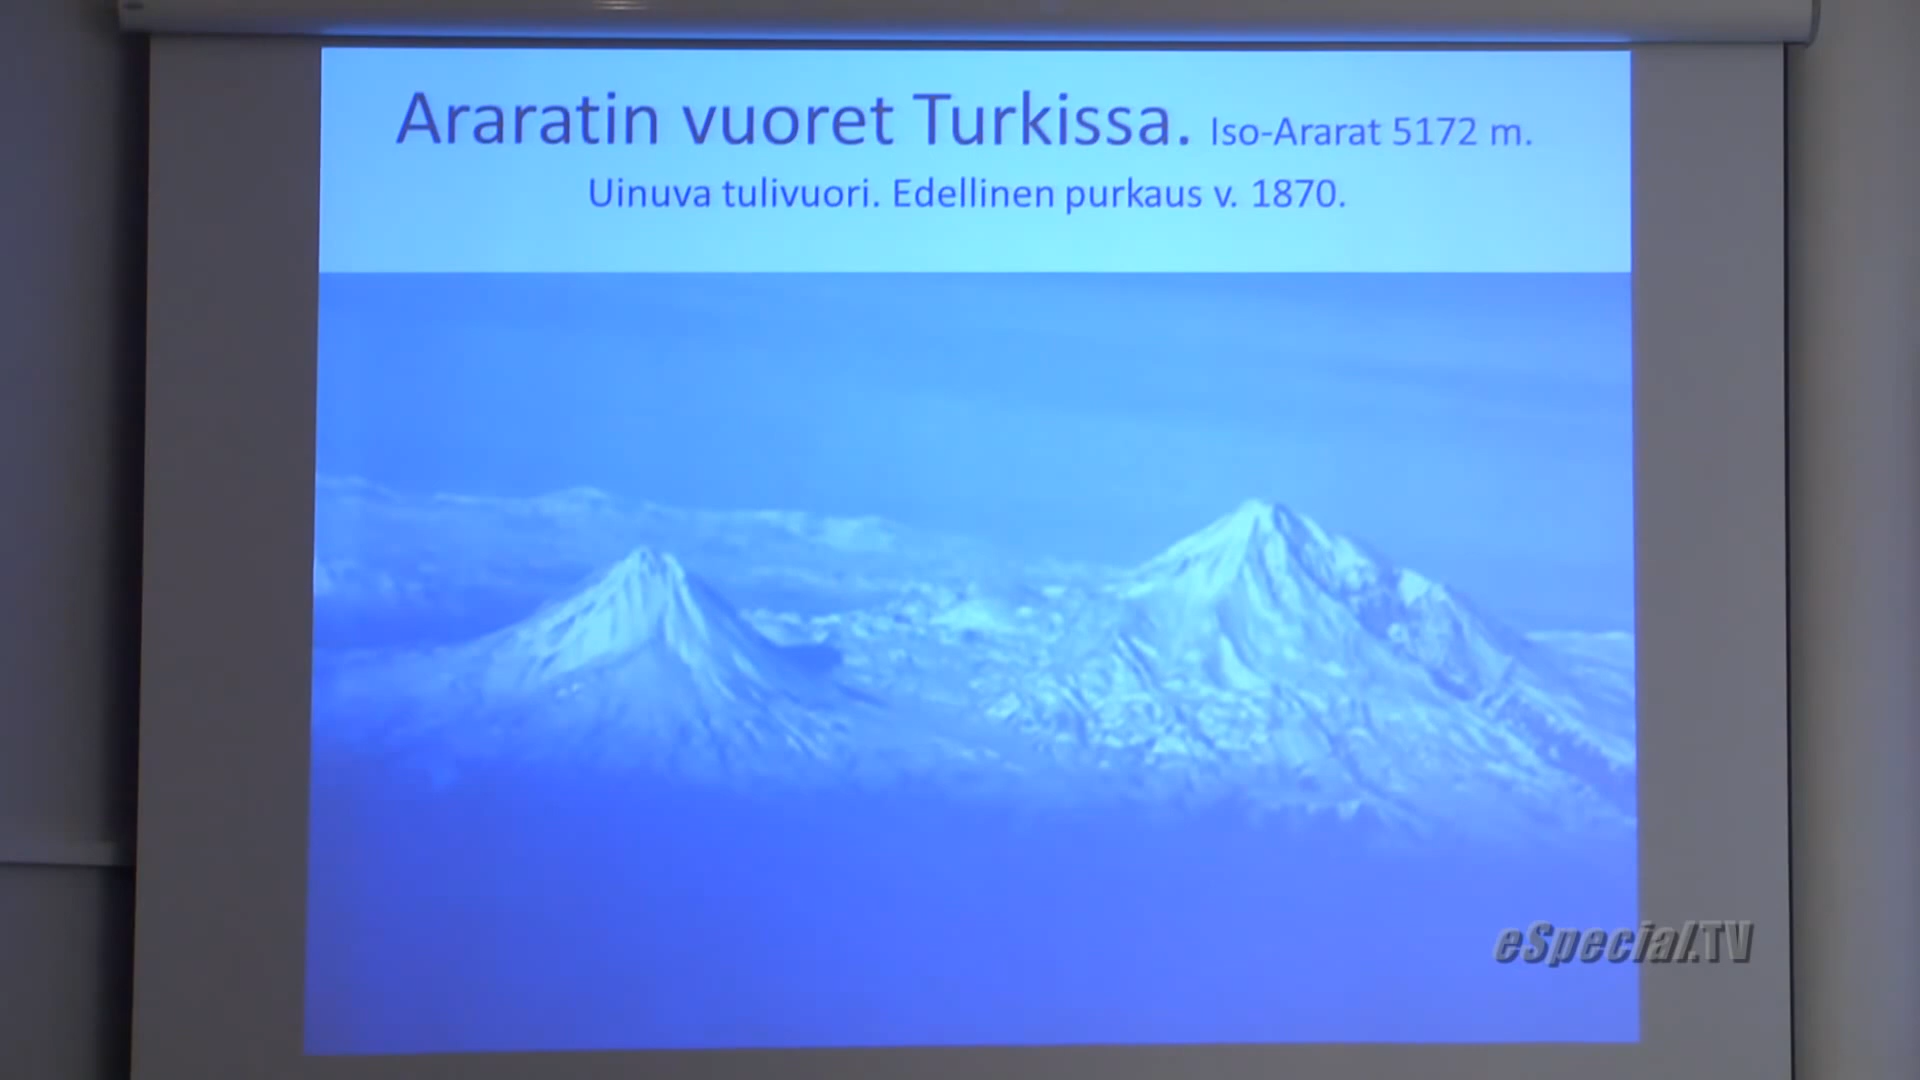 Araratin vuoret Turkissa. Iso-Ararat 5172 m.
Uinuva tulivuori. Edellinen purkaus v. 1870.
eSpecial.TV